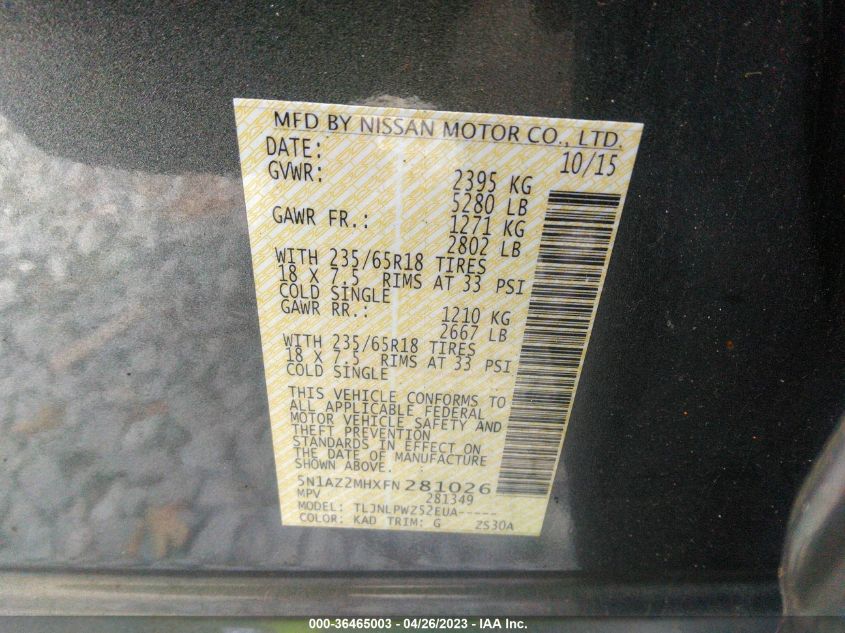 MFD BY NISSAN MOTOR CO., LTD.
DATE: 10/15
GVWR: 2395 KG
5280 LB
GAWR FR.: 1271 KG
2802 LB
WITH 235/65R18 TIRES
18 X 7.5 RIMS AT 33 PSI
COLD SINGLE
GAWR RR.: 1210 KG
2667 LB
WITH 235/65R18 TIRES
18 X 7.5 RIMS AT 33 PSI
COLD SINGLE
THIS VEHICLE CONFORMS TO
ALL APPLICABLE FEDERAL
MOTOR VEHICLE SAFETY AND
THEFT PREVENTION
STANDARDS IN EFFECT ON
THE DATE OF MANUFACTURE
SHOWN ABOVE.
5N1AZ2MHXFN281026
MPV 281349
MODEL: TLJNLPWZ52EUA-----
COLOR: KAD TRIM: G ZS30A
000-36465003 - 04/26/2023 - IAA Inc.